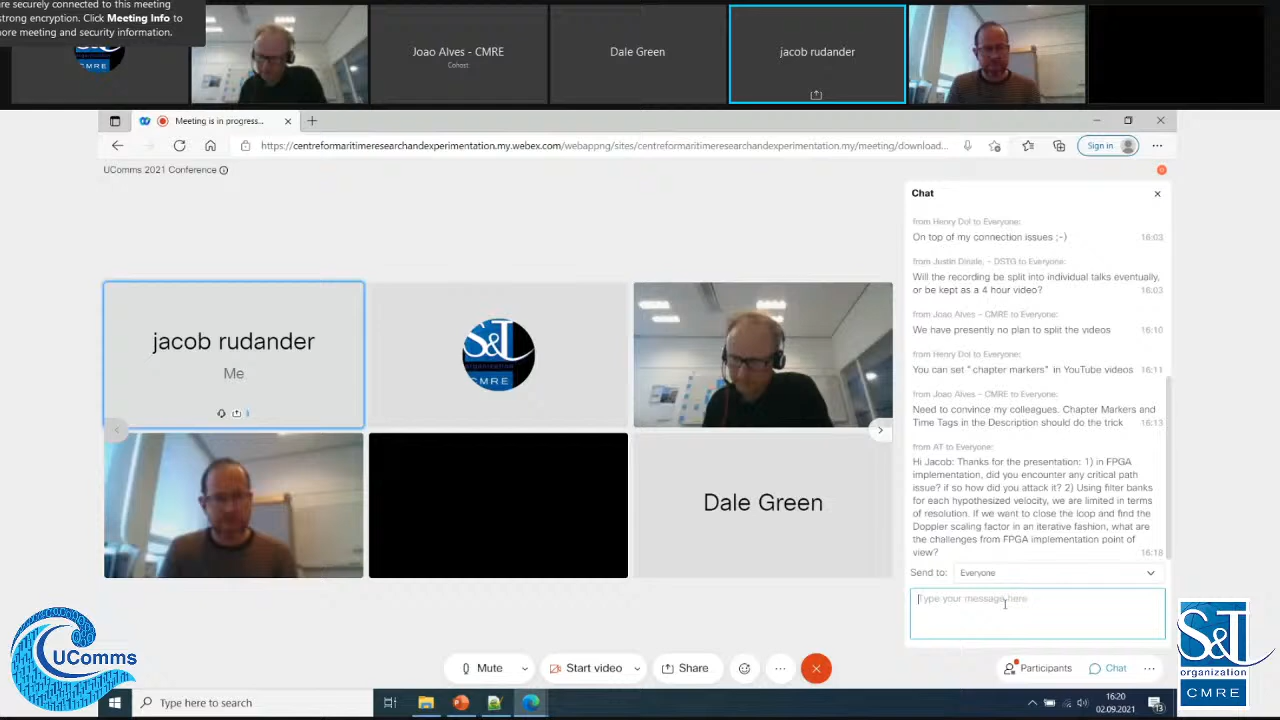 are securely connected to this meeting
strong encryption. Click Meeting Info to
more meeting and security information.
CMRE
Joao Alves - CMRE
Cohost
Dale Green
jacob rudander
Meeting is in progress...
https://centreformaritimeresearchandexperimentation.my.webex.com/webappng/sites/centreformaritimeresearchandexperimentation.my/meeting/download...
Sign in
UComms 2021 Conference
jacob rudander
Me
S&T
organization
CMRE
Dale Green
Chat
from Henry Dol to Everyone:
On top of my connection issues ;-)
16:03
from Justin Dinale, - DSTG to Everyone:
Will the recording be split into individual talks eventually,
or be kept as a 4 hour video?
16:03
from Joao Alves - CMRE to Everyone:
We have presently no plan to split the videos
16:10
from Henry Dol to Everyone:
You can set "chapter markers" in YouTube videos
16:11
from Joao Alves - CMRE to Everyone:
Need to convince my colleagues. Chapter Markers and
Time Tags in the Description should do the trick
16:13
from AT to Everyone:
Hi Jacob: Thanks for the presentation: 1) in FPGA
implementation, did you encounter any critical path
issue? if so how did you attack it? 2) Using filter banks
for each hypothesized velocity, we are limited in terms
of resolution. If we want to close the loop and find the
Doppler scaling factor in an iterative fashion, what are
the challenges from FPGA implementation point of
view?
16:18
Send to:
Everyone
Type your message here
Mute
Start video
Share
Participants
Chat
UComms
S&T
organization
CMRE
Type here to search
16:20
02.09.2021
13